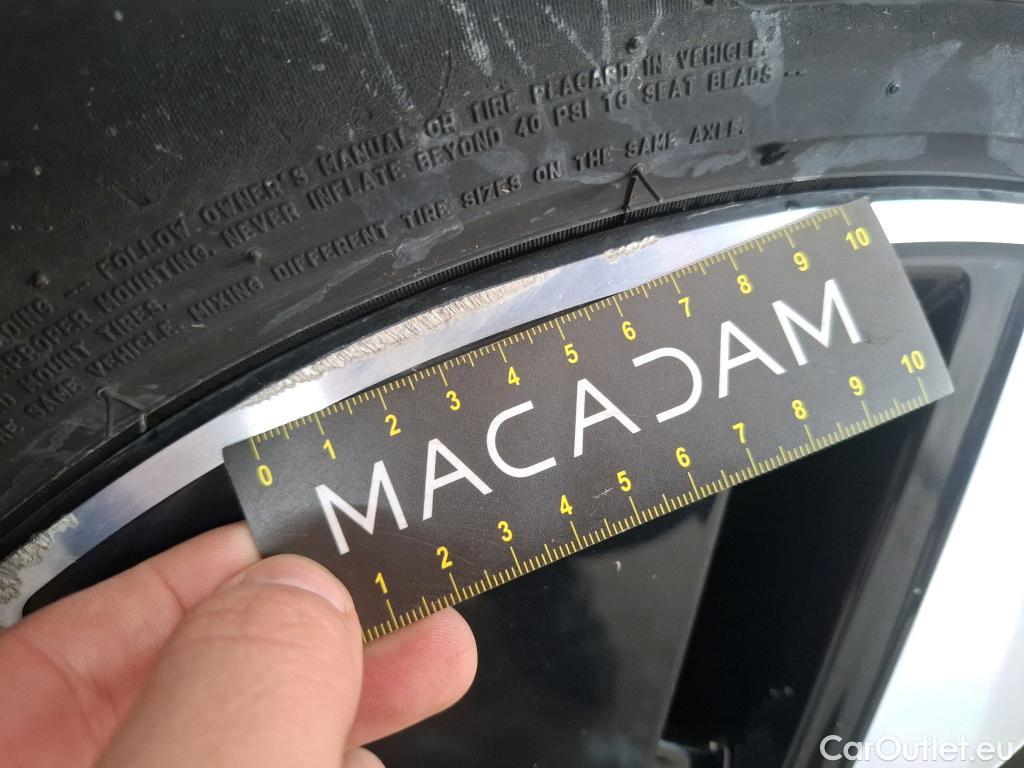 FOLLOW OWNER'S MANUAL OR TIRE PLACARD IN VEHICLE.
MOUNTING. NEVER INFLATE BEYOND 40 PSI TO SEAT BEADS --
MOUNT TIRES.
SAME VEHICLE. MIXING DIFFERENT TIRE SIZES ON THE SAME AXLE.
0 1 2 3 4 5 6 7 8 9 10
MACADAM
1 2 3 4 5 6 7 8 9 10
CarOutlet.eu